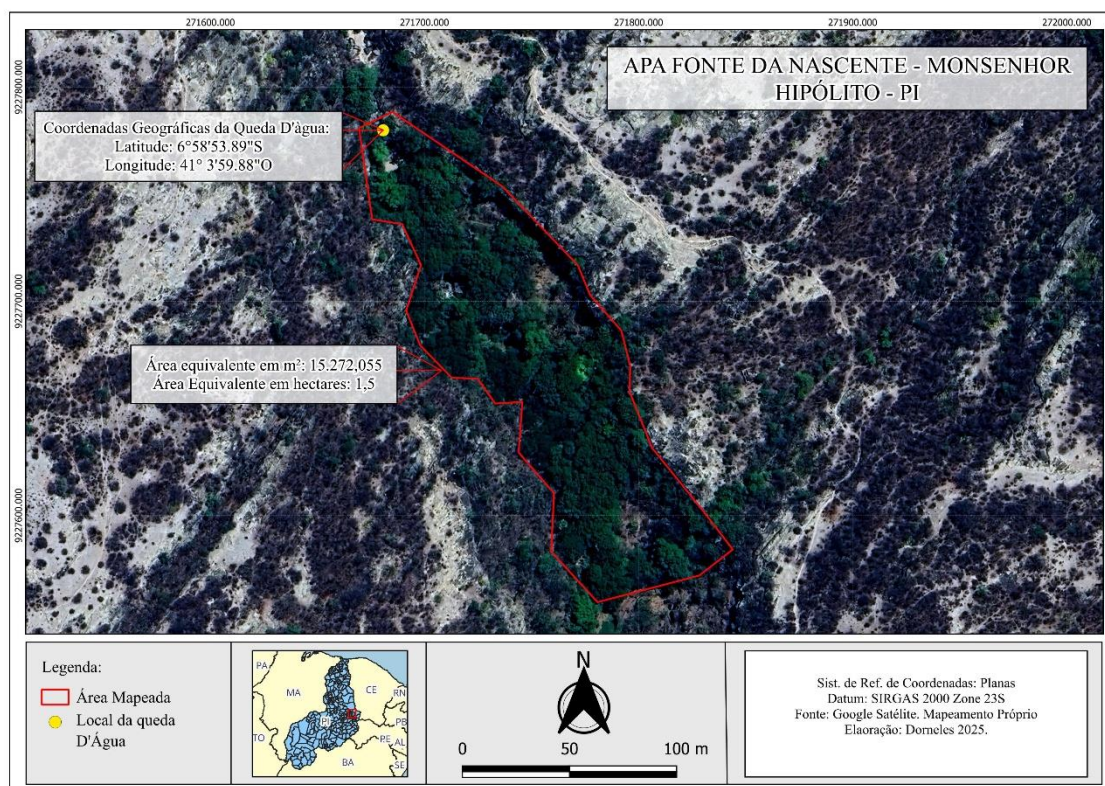 271600.000
271700.000
271800.000
271900.000
272000.000
9227800.000
9227700.000
9227600.000
APA FONTE DA NASCENTE - MONSENHOR
HIPÓLITO - PI
Coordenadas Geográficas da Queda D'àgua:
Latitude: 6°58'53.89"S
Longitude: 41° 3'59.88"O
Área equivalente em m²: 15.272,055
Área Equivalente em hectares: 1,5
Legenda:
Área Mapeada
Local da queda
D'Água
PA
MA
CE
RN
PI
PB
TO
PE
AL
BA
SE
N
0 50 100 m
Sist. de Ref. de Coordenadas: Planas
Datum: SIRGAS 2000 Zone 23S
Fonte: Google Satélite. Mapeamento Próprio
Elaoração: Dorneles 2025.